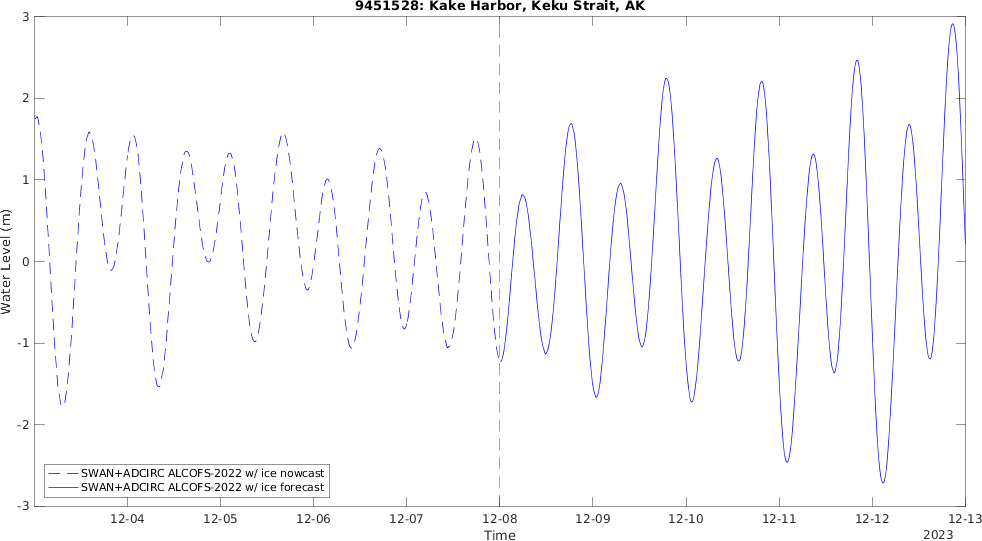 9451528: Kake Harbor, Keku Strait, AK
3
2
1
0
-1
-2
-3
Water Level (m)
SWAN+ADCIRC ALCOFS-2022 w/ ice nowcast
SWAN+ADCIRC ALCOFS-2022 w/ ice forecast
12-04 12-05 12-06 12-07 12-08 12-09 12-10 12-11 12-12 12-13
Time
2023